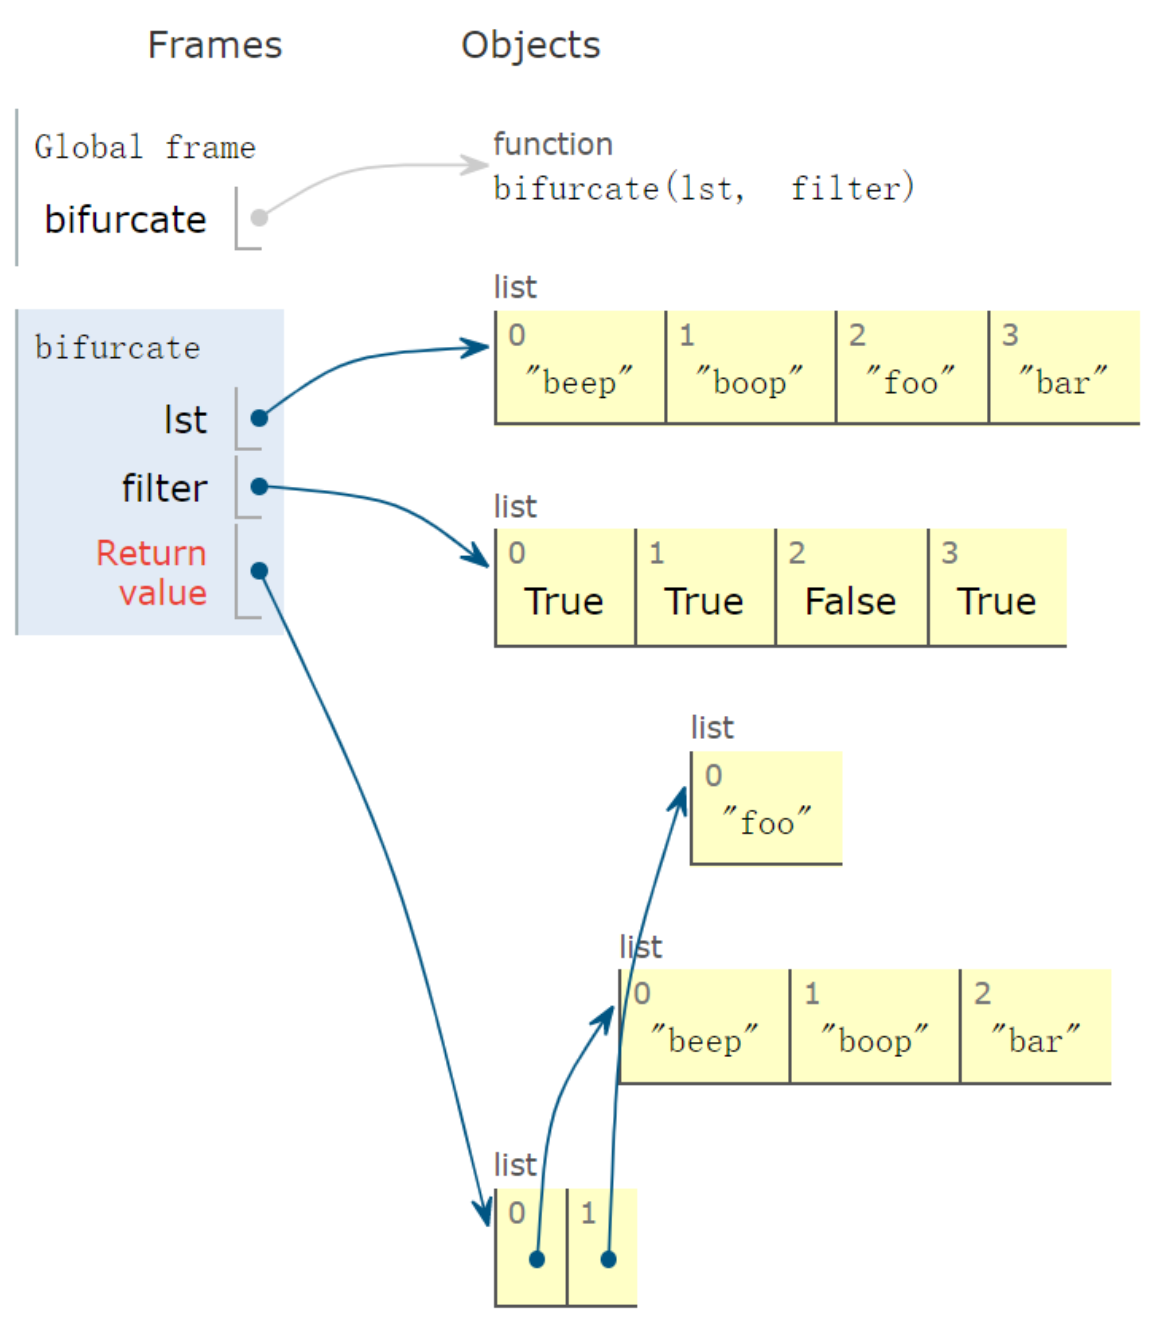 Frames Objects
Global frame
bifurcate
function
bifurcate(lst, filter)
bifurcate
lst
filter
Return
value
list
0 1 2 3
"beep" "boop" "foo" "bar"
list
0 1 2 3
True True False True
list
0
"foo"
list
0 1 2
"beep" "boop" "bar"
list
0 1